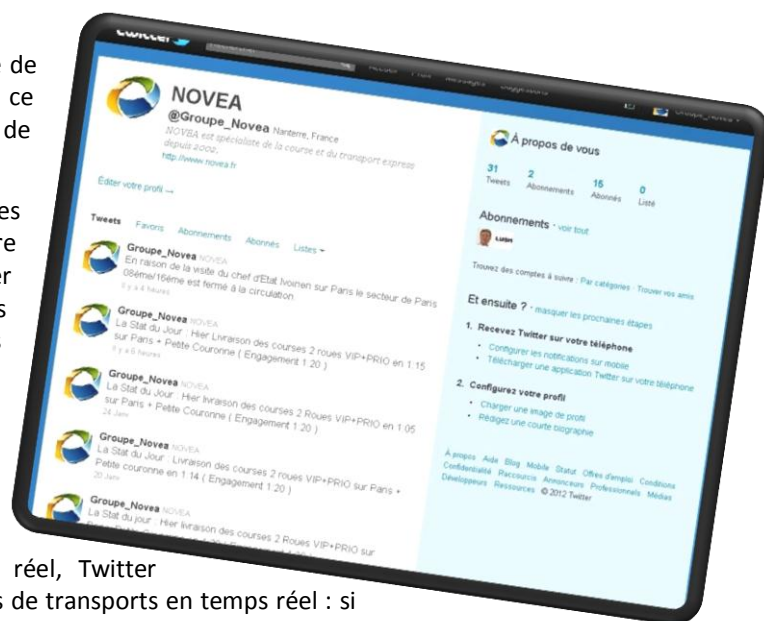 de
ce
de
es
re
er
s
s
réel, Twitter
s de transports en temps réel : si
twitter
Groupe_Novea
NOVEA
@Groupe_Novea Nanterre, France
NOVEA est spécialiste de la course et du transport express
depuis 2002.
http://www.novea.fr
Éditer votre profil →
Tweets Favoris Abonnements Abonnés Listes
Groupe_Novea NOVEA
En raison de la visite du chef d'Etat Ivoirien sur Paris le secteur de Paris
08ème/16ème est fermé à la circulation
Il y a 4 heures
Groupe_Novea NOVEA
La Stat du Jour : Hier Livraison des courses 2 roues VIP+PRIO en 1:15
sur Paris + Petite Couronne ( Engagement 1:20 )
Il y a 6 heures
Groupe_Novea NOVEA
La Stat du Jour : Hier livraison des courses 2 Roues VIP+PRIO en 1:05
sur Paris + Petite Couronne ( Engagement 1:20 )
24 Janv
Groupe_Novea NOVEA
La Stat du Jour : Livraison des courses 2 roues VIP+PRIO sur Paris +
Petite couronne en 1:14 ( Engagement 1:20 )
20 Janv
Groupe_Novea NOVEA
La Stat du jour : Hier livraison des courses 2 Roues VIP+PRIO sur
À propos de vous
31 2 15 0
Tweets Abonnements Abonnés Listé
Abonnements · voir tout
Trouvez des comptes à suivre : Par catégories · Trouver vos amis
Et ensuite ? · masquer les prochaines étapes
1. Recevez Twitter sur votre téléphone
• Configurer les notifications sur mobile
• Télécharger une application Twitter sur votre téléphone
2. Configurez votre profil
• Charger une image de profil
• Rédigez une courte biographie
À propos Aide Blog Mobile Statut Offres d'emploi Conditions
Confidentialité Raccourcis Annonceurs Professionnels Médias
Développeurs Ressources © 2012 Twitter